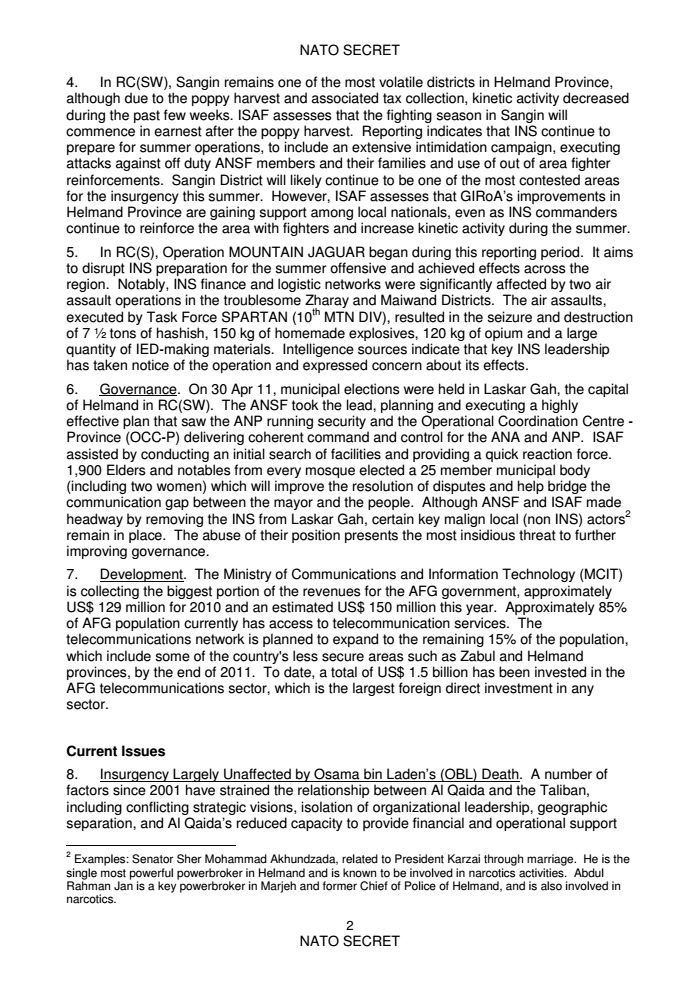 NATO SECRET
4. In RC(SW), Sangin remains one of the most volatile districts in Helmand Province,
although due to the poppy harvest and associated tax collection, kinetic activity decreased
during the past few weeks. ISAF assesses that the fighting season in Sangin will
commence in earnest after the poppy harvest. Reporting indicates that INS continue to
prepare for summer operations, to include an extensive intimidation campaign, executing
attacks against off duty ANSF members and their families and use of out of area fighter
reinforcements. Sangin District will likely continue to be one of the most contested areas
for the insurgency this summer. However, ISAF assesses that GIRoA's improvements in
Helmand Province are gaining support among local nationals, even as INS commanders
continue to reinforce the area with fighters and increase kinetic activity during the summer.
5. In RC(S), Operation MOUNTAIN JAGUAR began during this reporting period. It aims
to disrupt INS preparation for the summer offensive and achieved effects across the
region. Notably, INS finance and logistic networks were significantly affected by two air
assault operations in the troublesome Zharay and Maiwand Districts. The air assaults,
executed by Task Force SPARTAN (10th MTN DIV), resulted in the seizure and destruction
of 7 ½ tons of hashish, 150 kg of homemade explosives, 120 kg of opium and a large
quantity of IED-making materials. Intelligence sources indicate that key INS leadership
has taken notice of the operation and expressed concern about its effects.
6. Governance. On 30 Apr 11, municipal elections were held in Laskar Gah, the capital
of Helmand in RC(SW). The ANSF took the lead, planning and executing a highly
effective plan that saw the ANP running security and the Operational Coordination Centre -
Province (OCC-P) delivering coherent command and control for the ANA and ANP. ISAF
assisted by conducting an initial search of facilities and providing a quick reaction force.
1,900 Elders and notables from every mosque elected a 25 member municipal body
(including two women) which will improve the resolution of disputes and help bridge the
communication gap between the mayor and the people. Although ANSF and ISAF made
headway by removing the INS from Laskar Gah, certain key malign local (non INS) actors2
remain in place. The abuse of their position presents the most insidious threat to further
improving governance.
7. Development. The Ministry of Communications and Information Technology (MCIT)
is collecting the biggest portion of the revenues for the AFG government, approximately
US$ 129 million for 2010 and an estimated US$ 150 million this year. Approximately 85%
of AFG population currently has access to telecommunication services. The
telecommunications network is planned to expand to the remaining 15% of the population,
which include some of the country's less secure areas such as Zabul and Helmand
provinces, by the end of 2011. To date, a total of US$ 1.5 billion has been invested in the
AFG telecommunications sector, which is the largest foreign direct investment in any
sector.
Current Issues
8. Insurgency Largely Unaffected by Osama bin Laden's (OBL) Death. A number of
factors since 2001 have strained the relationship between Al Qaida and the Taliban,
including conflicting strategic visions, isolation of organizational leadership, geographic
separation, and Al Qaida's reduced capacity to provide financial and operational support
2 Examples: Senator Sher Mohammad Akhundzada, related to President Karzai through marriage. He is the
single most powerful powerbroker in Helmand and is known to be involved in narcotics activities. Abdul
Rahman Jan is a key powerbroker in Marjeh and former Chief of Police of Helmand, and is also involved in
narcotics.
2
NATO SECRET